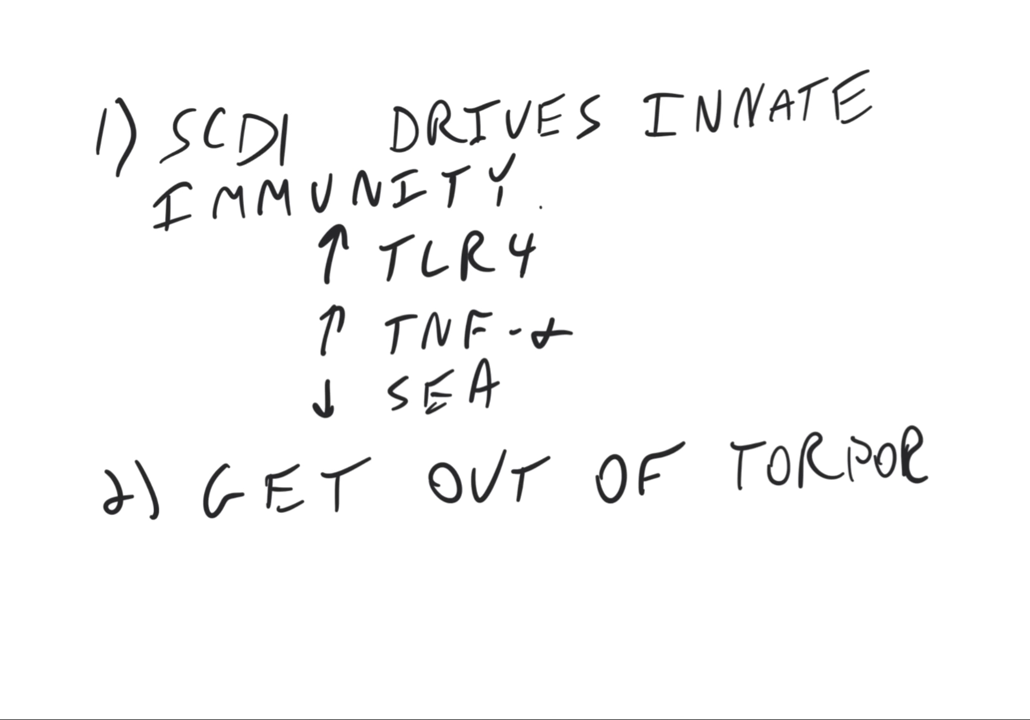 1) SCD1 DRIVES INNATE
IMMUNITY.
↑ TLR4
↑ TNF-α
↓ SEA
2) GET OUT OF TORPOR